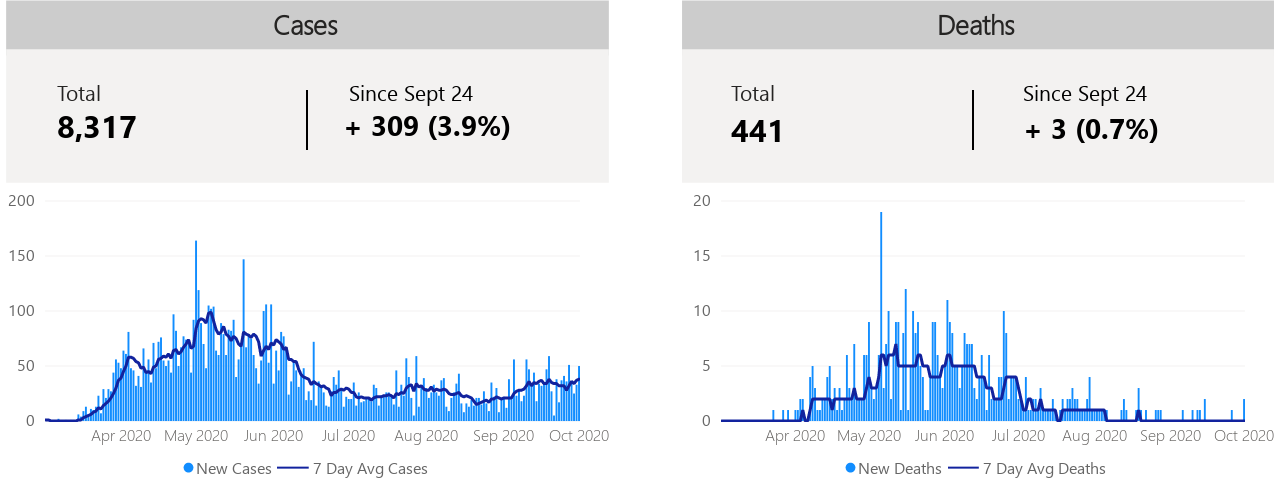 Cases
Total
8,317
Since Sept 24
+ 309 (3.9%)
200
150
100
50
0
Apr 2020 May 2020 Jun 2020 Jul 2020 Aug 2020 Sep 2020 Oct 2020
New Cases 7 Day Avg Cases
Deaths
Total
441
Since Sept 24
+ 3 (0.7%)
20
15
10
5
0
Apr 2020 May 2020 Jun 2020 Jul 2020 Aug 2020 Sep 2020 Oct 2020
New Deaths 7 Day Avg Deaths